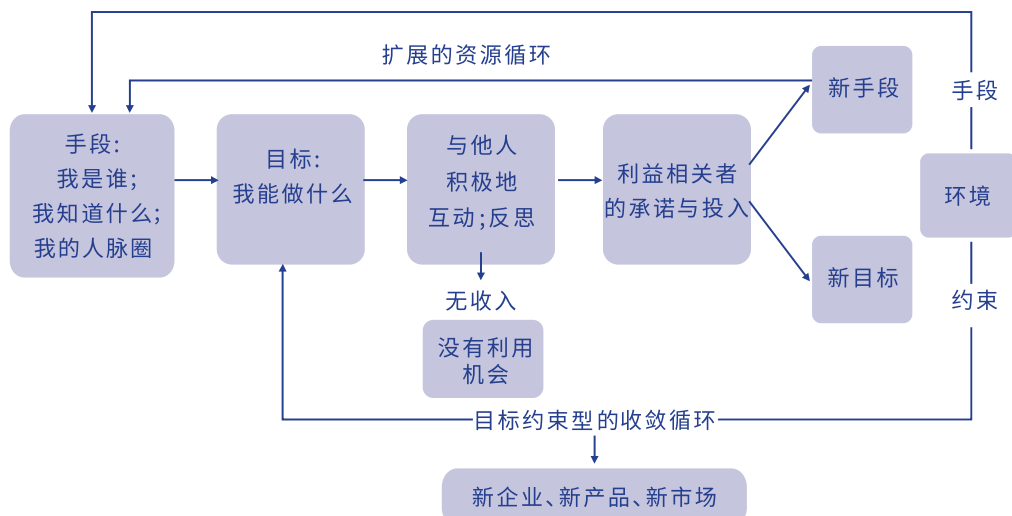 扩展的资源循环
手段:
我是谁;
我知道什么;
我的人脉圈
目标:
我能做什么
与他人
积极地
互动;反思
利益相关者
的承诺与投入
新手段
新目标
手段
环境
约束
无收入
没有利用
机会
目标约束型的收敛循环
新企业、新产品、新市场